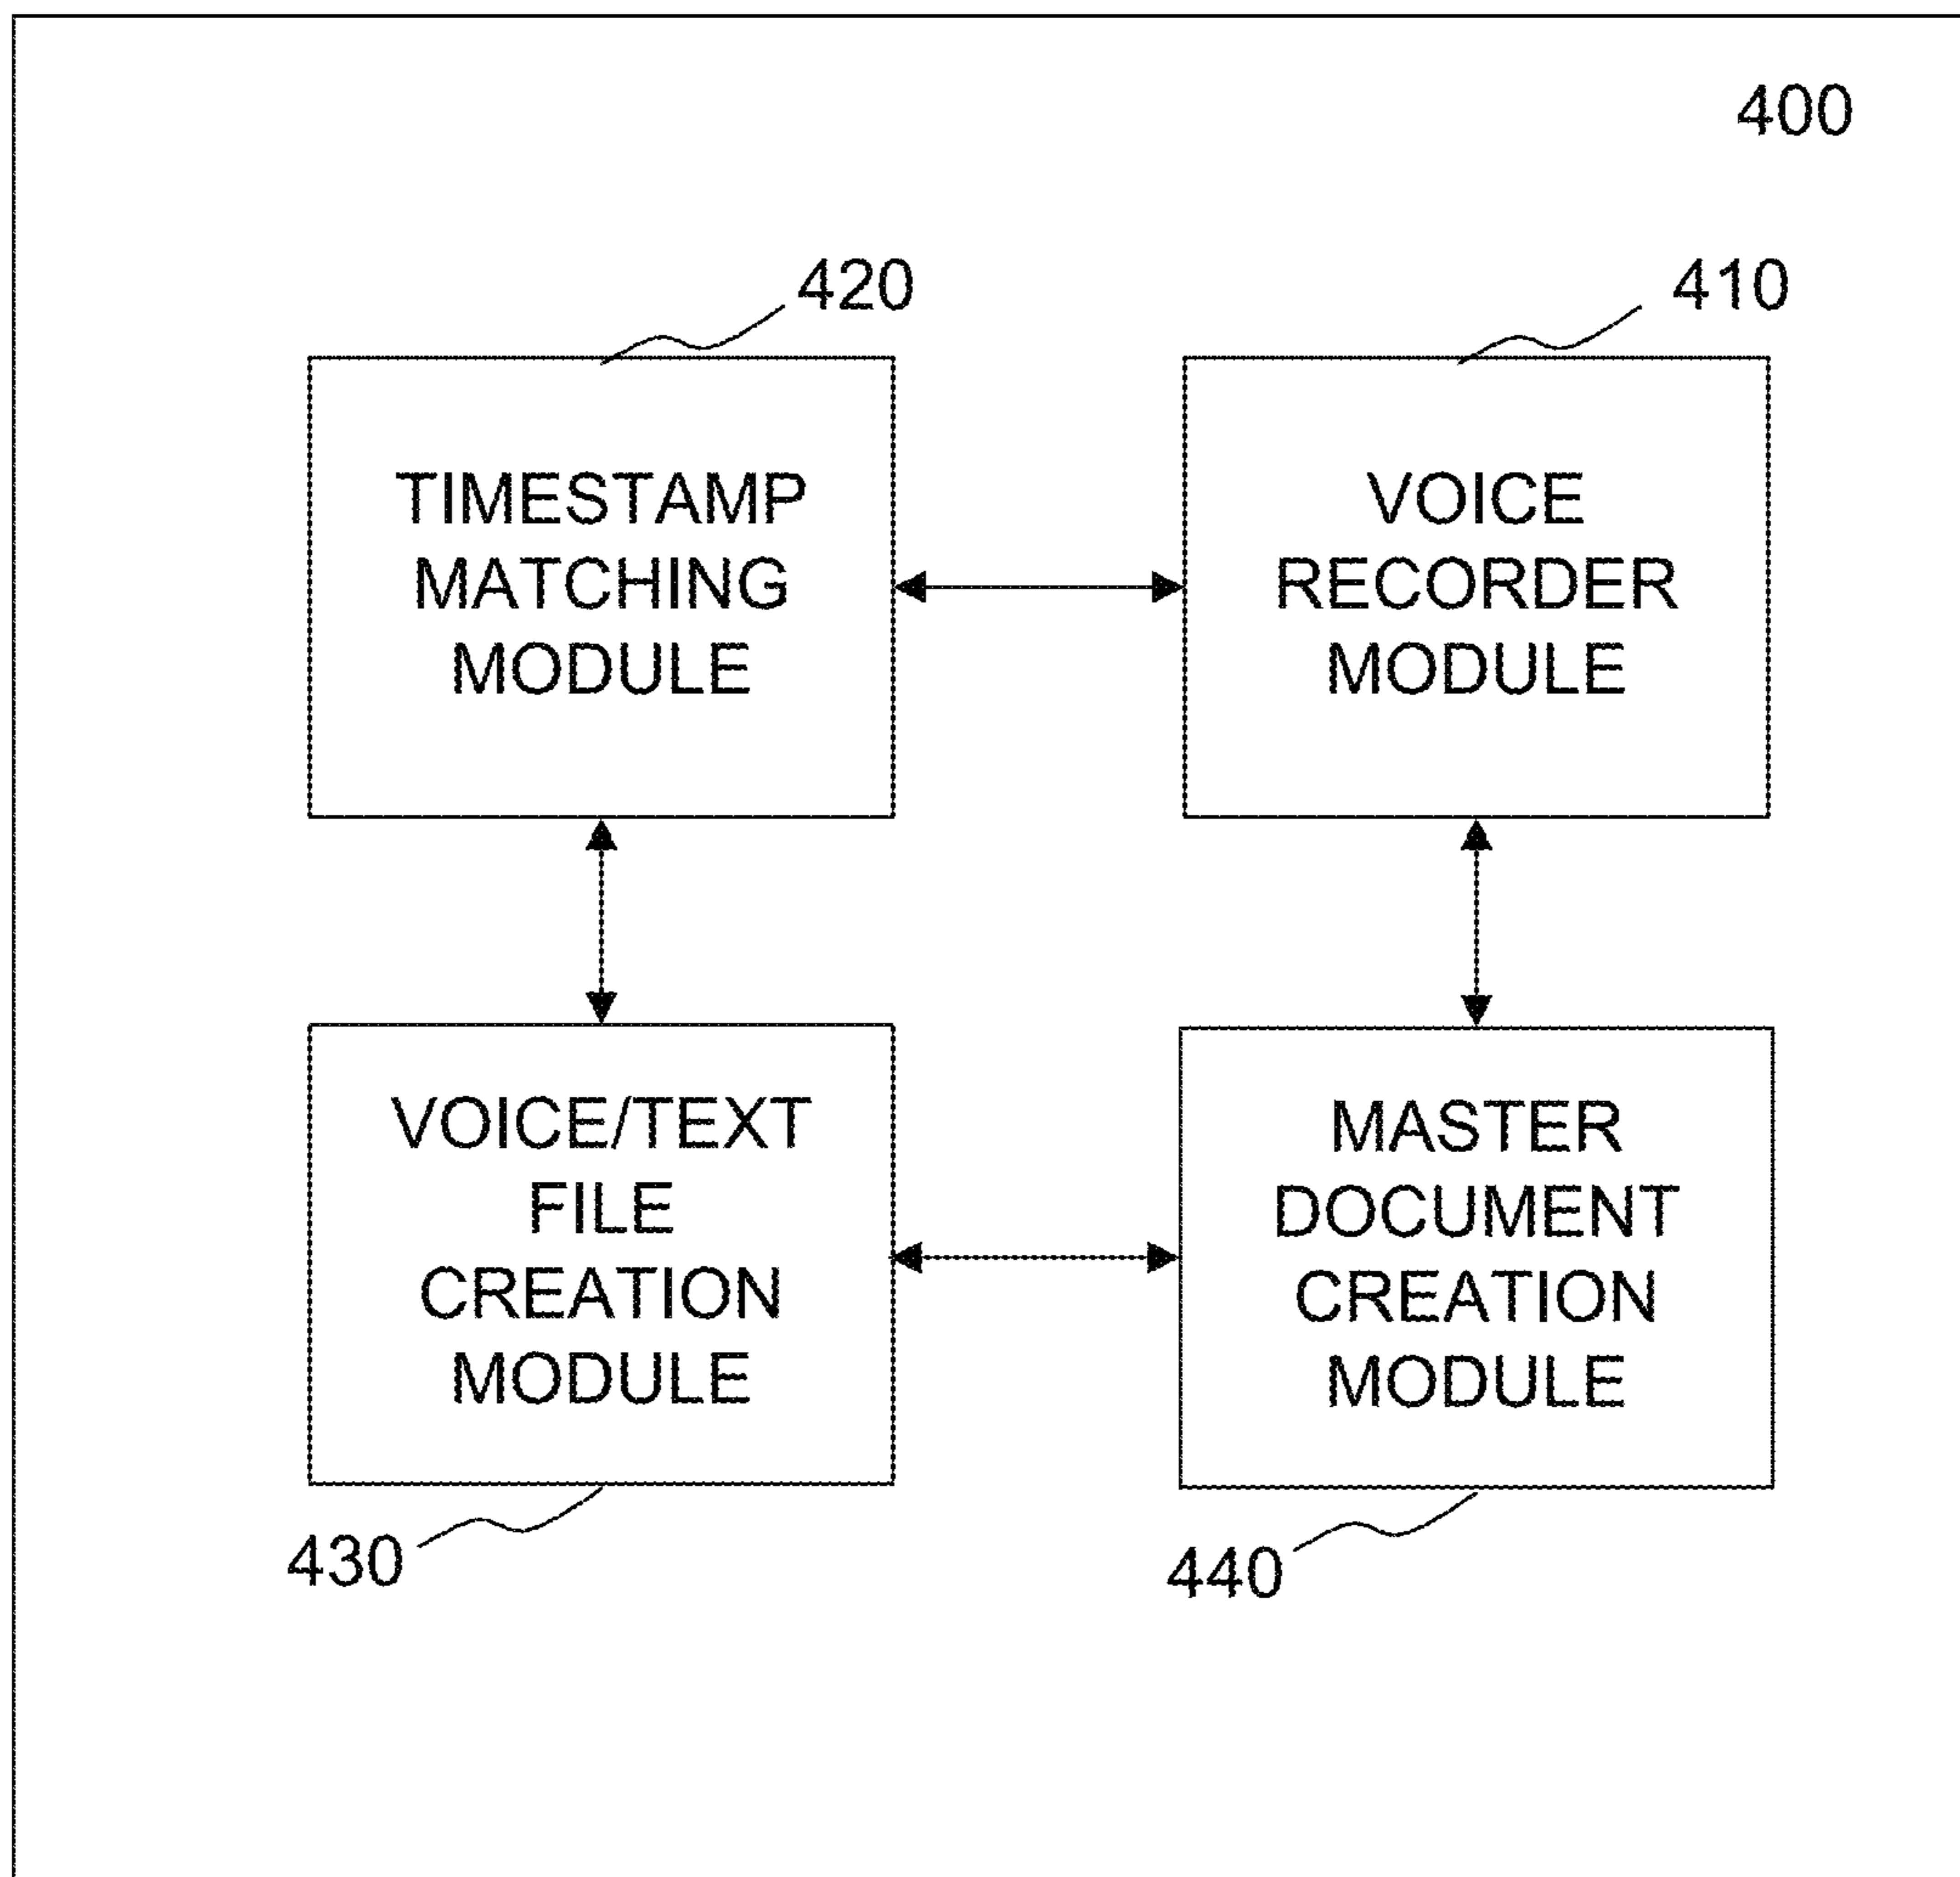 400
420
410
TIMESTAMP
MATCHING
MODULE
VOICE
RECORDER
MODULE
VOICE/TEXT
FILE
CREATION
MODULE
MASTER
DOCUMENT
CREATION
MODULE
430
440